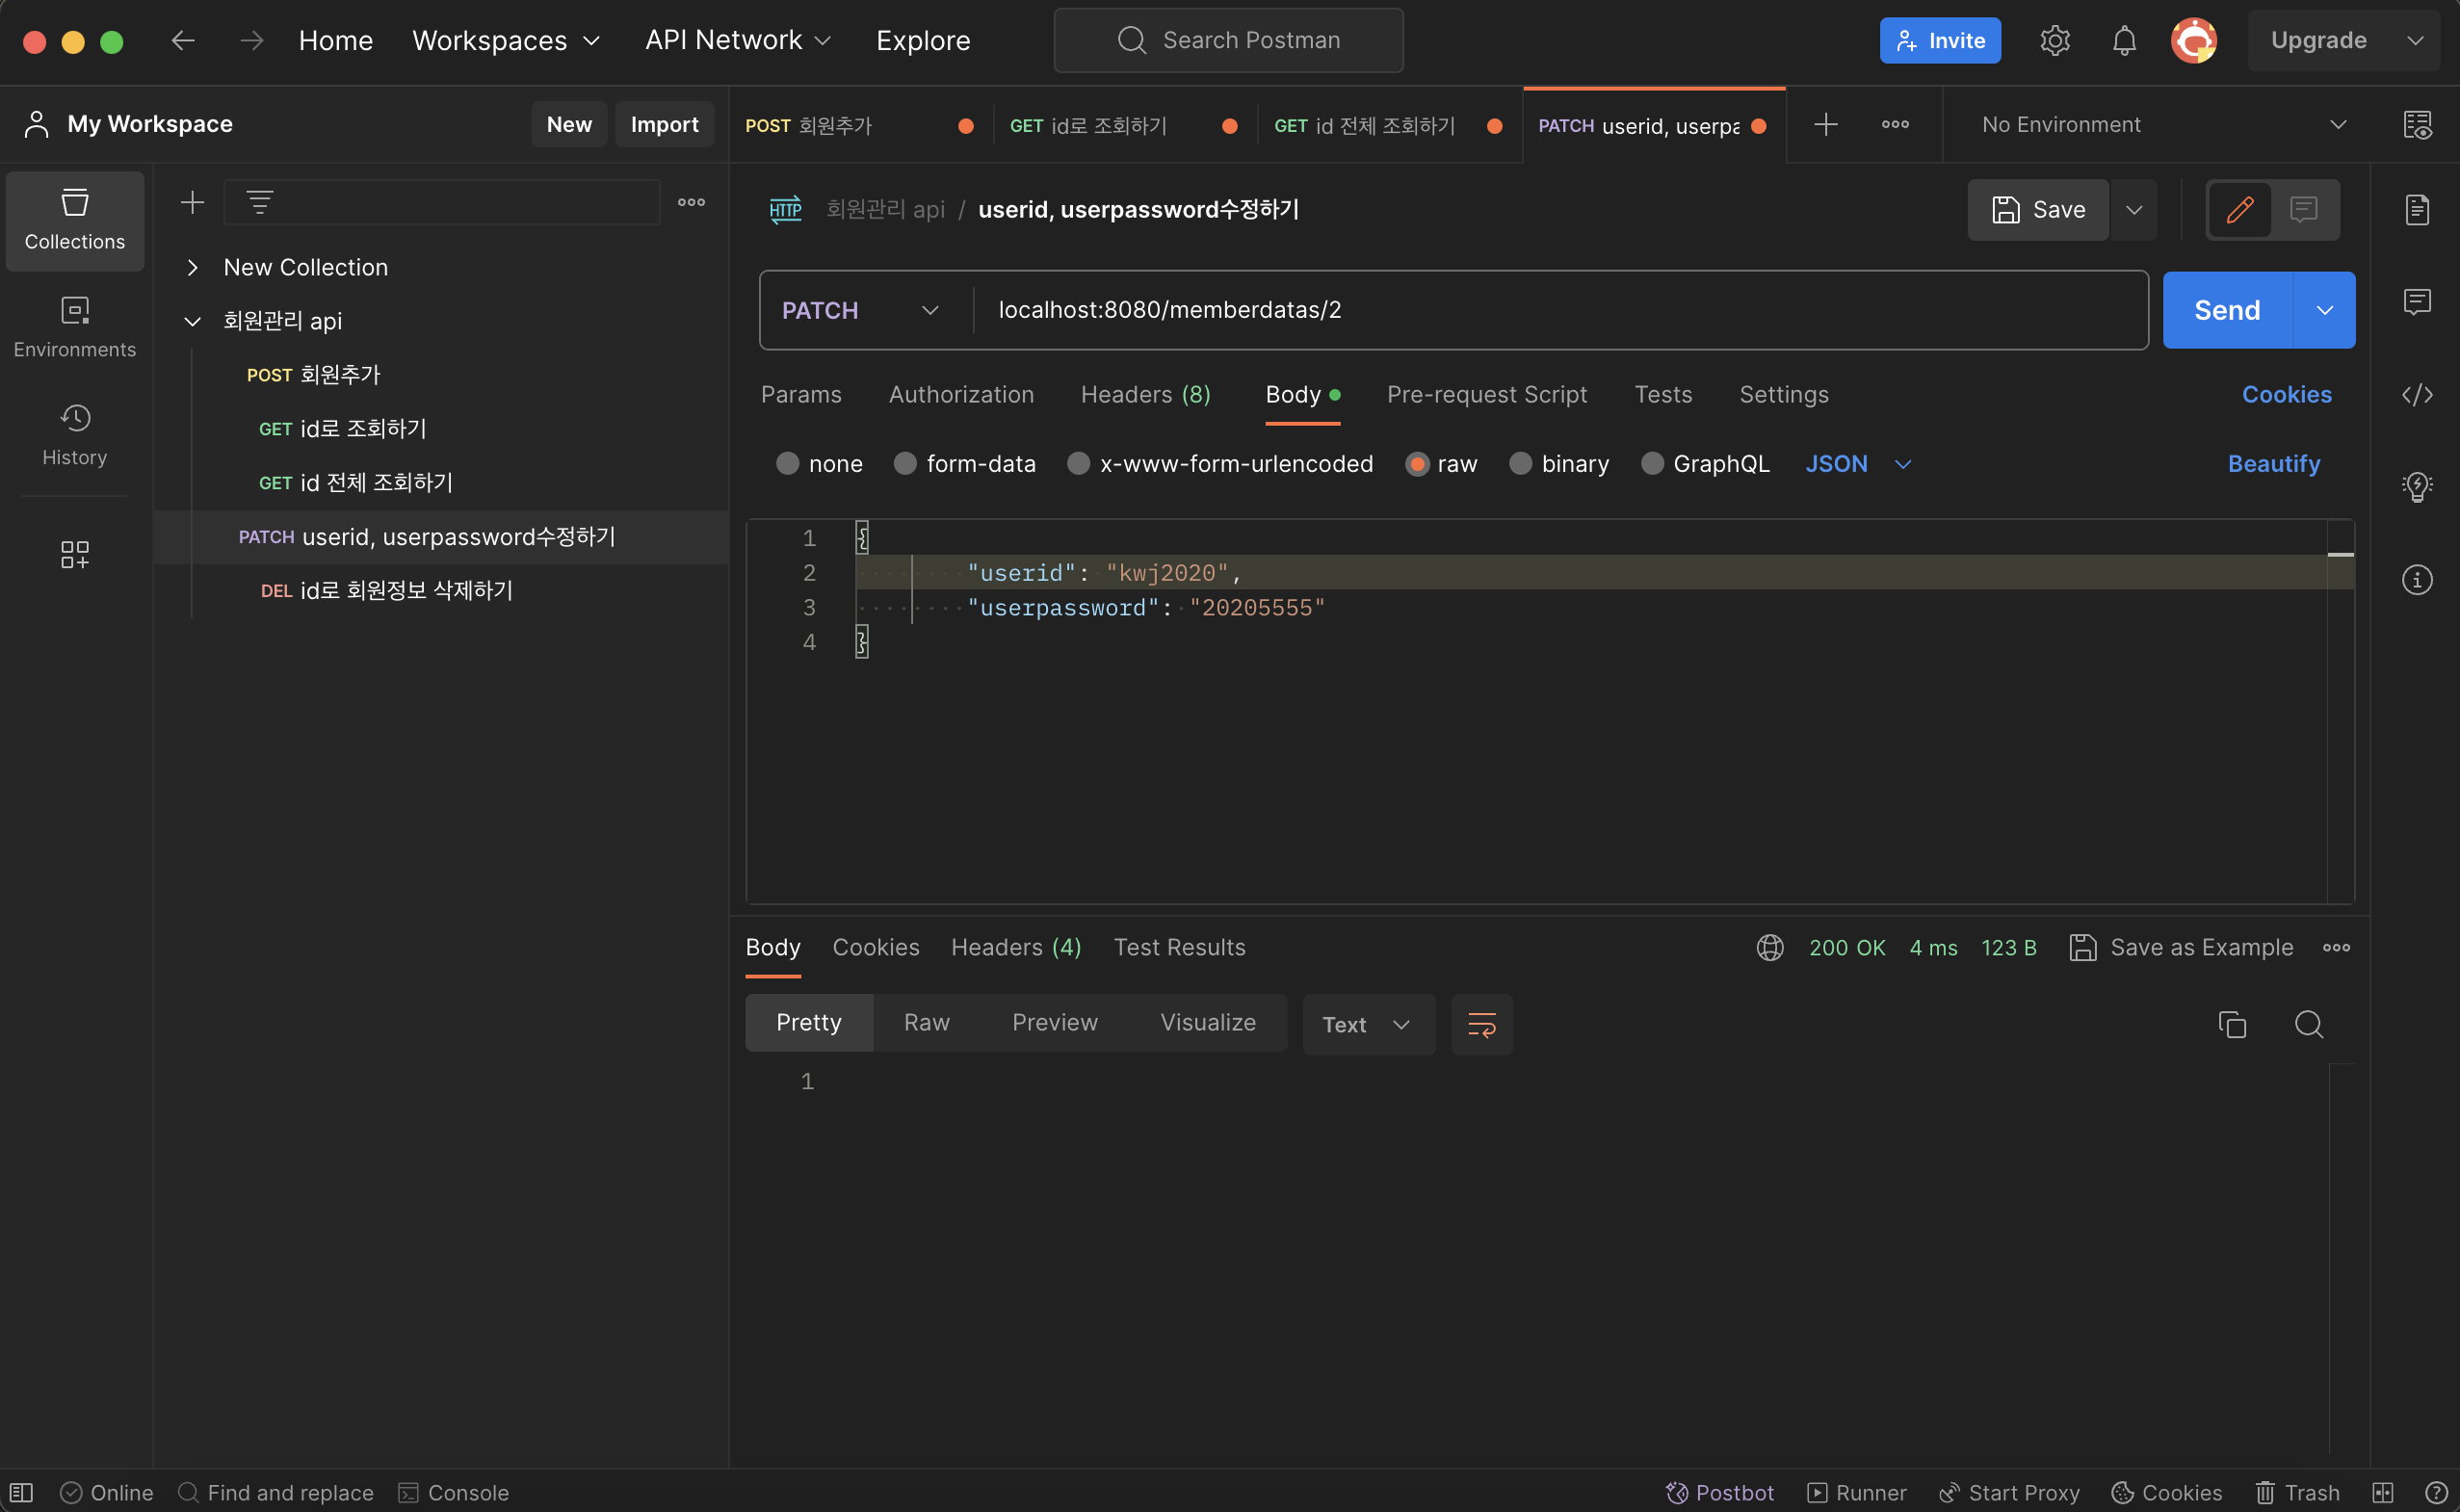 Home Workspaces API Network Explore Search Postman Invite Upgrade
My Workspace New Import POST 회원추가 GET id로 조회하기 GET id 전체 조회하기 PATCH userid, userpa No Environment
Collections
Environments
History
New Collection
회원관리 api
POST 회원추가
GET id로 조회하기
GET id 전체 조회하기
PATCH userid, userpassword수정하기
DEL id로 회원정보 삭제하기
HTTP 회원관리 api / userid, userpassword수정하기 Save
PATCH localhost:8080/memberdatas/2 Send
Params Authorization Headers (8) Body Pre-request Script Tests Settings Cookies
none form-data x-www-form-urlencoded raw binary GraphQL JSON Beautify
1 {
2 "userid": "kwj2020",
3 "userpassword": "20205555"
4 }
Body Cookies Headers (4) Test Results 200 OK 4 ms 123 B Save as Example
Pretty Raw Preview Visualize Text
1
Online Find and replace Console Postbot Runner Start Proxy Cookies Trash